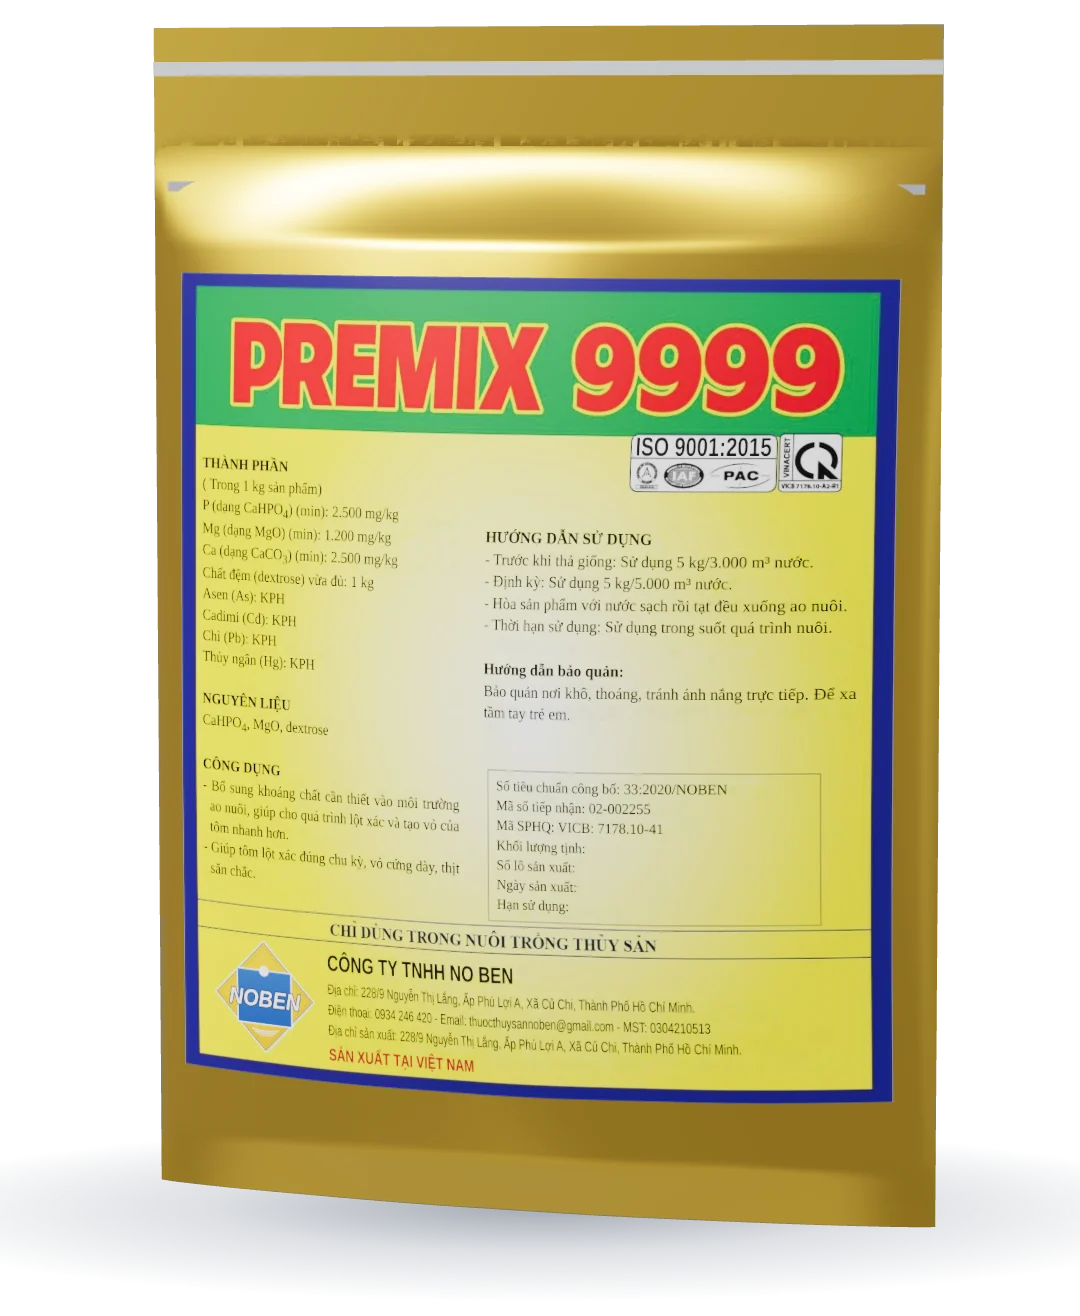 PREMIX 9999
ISO 9001:2015
IAF
PAC
VINACERT
VICB 7178.10-A2-R1
THÀNH PHẦN
( Trong 1 kg sản phẩm)
P (dạng CaHPO₄) (min): 2.500 mg/kg
Mg (dạng MgO) (min): 1.200 mg/kg
Ca (dạng CaCO₃) (min): 2.500 mg/kg
Chất đệm (dextrose) vừa đủ: 1 kg
Asen (As): KPH
Cadimi (Cd): KPH
Chì (Pb): KPH
Thủy ngân (Hg): KPH
NGUYÊN LIỆU
CaHPO₄, MgO, dextrose
CÔNG DỤNG
- Bổ sung khoáng chất cần thiết vào môi trường
ao nuôi, giúp cho quá trình lột xác và tạo vỏ của
tôm nhanh hơn.
- Giúp tôm lột xác đúng chu kỳ, vỏ cứng dày, thịt
săn chắc.
HƯỚNG DẪN SỬ DỤNG
- Trước khi thả giống: Sử dụng 5 kg/3.000 m³ nước.
- Định kỳ: Sử dụng 5 kg/5.000 m³ nước.
- Hòa sản phẩm với nước sạch rồi tạt đều xuống ao nuôi.
- Thời hạn sử dụng: Sử dụng trong suốt quá trình nuôi.
Hướng dẫn bảo quản:
Bảo quản nơi khô, thoáng, tránh ánh nắng trực tiếp. Để xa
tầm tay trẻ em.
Số tiêu chuẩn công bố: 33:2020/NOBEN
Mã số tiếp nhận: 02-002255
Mã SPHQ: VICB: 7178.10-41
Khối lượng tịnh:
Số lô sản xuất:
Ngày sản xuất:
Hạn sử dụng:
CHỈ DÙNG TRONG NUÔI TRỒNG THỦY SẢN
NOBEN
CÔNG TY TNHH NO BEN
Địa chỉ: 228/9 Nguyễn Thị Lắng, Ấp Phú Lợi A, Xã Củ Chi, Thành Phố Hồ Chí Minh.
Điện thoại: 0934 246 420 - Email: thuocthuysannoben@gmail.com - MST: 0304210513
Địa chỉ sản xuất: 228/9 Nguyễn Thị Lắng, Ấp Phú Lợi A, Xã Củ Chi, Thành Phố Hồ Chí Minh.
SẢN XUẤT TẠI VIỆT NAM